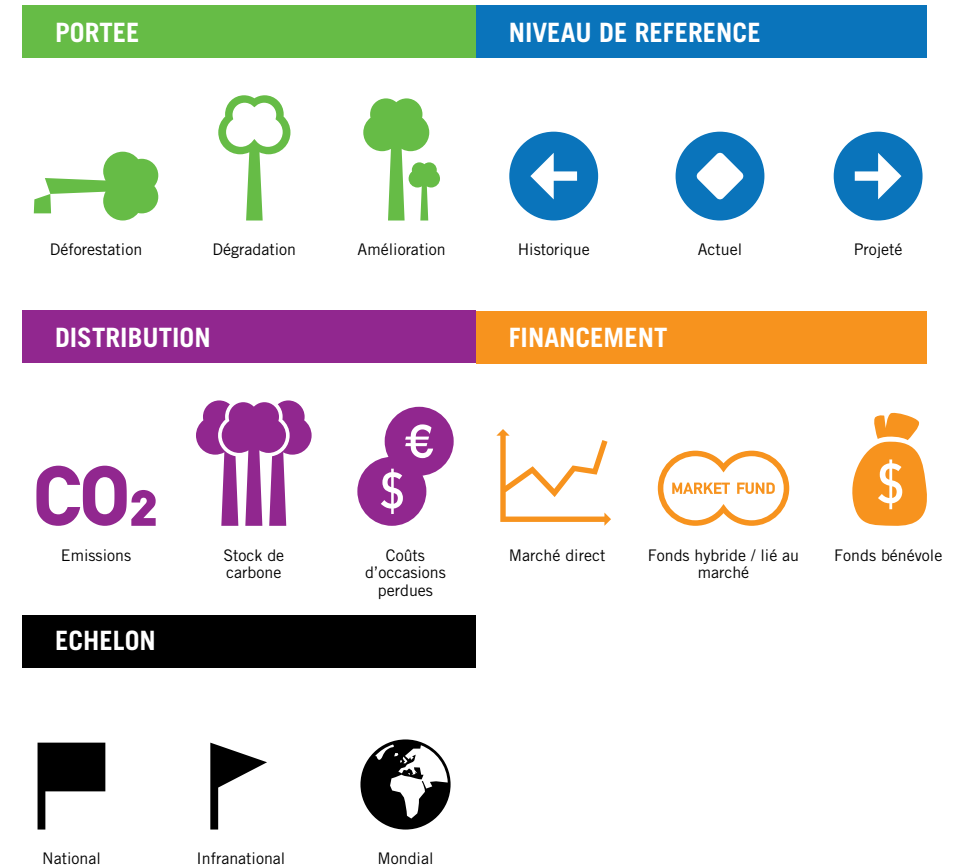 PORTEE
NIVEAU DE REFERENCE
Déforestation
Dégradation
Amélioration
Historique
Actuel
Projeté
DISTRIBUTION
FINANCEMENT
CO2
€
$
MARKET FUND
$
Emissions
Stock de
carbone
Coûts
d'occasions
perdues
Marché direct
Fonds hybride / lié au
marché
Fonds bénévole
ECHELON
National
Infranational
Mondial